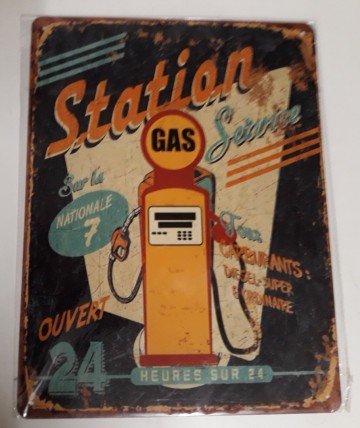 Station
Service
GAS
Sur la
NATIONALE
7
Tous
CARBURANTS :
DIESEL-SUPER
& ORDINAIRE
OUVERT
24
HEURES SUR 24